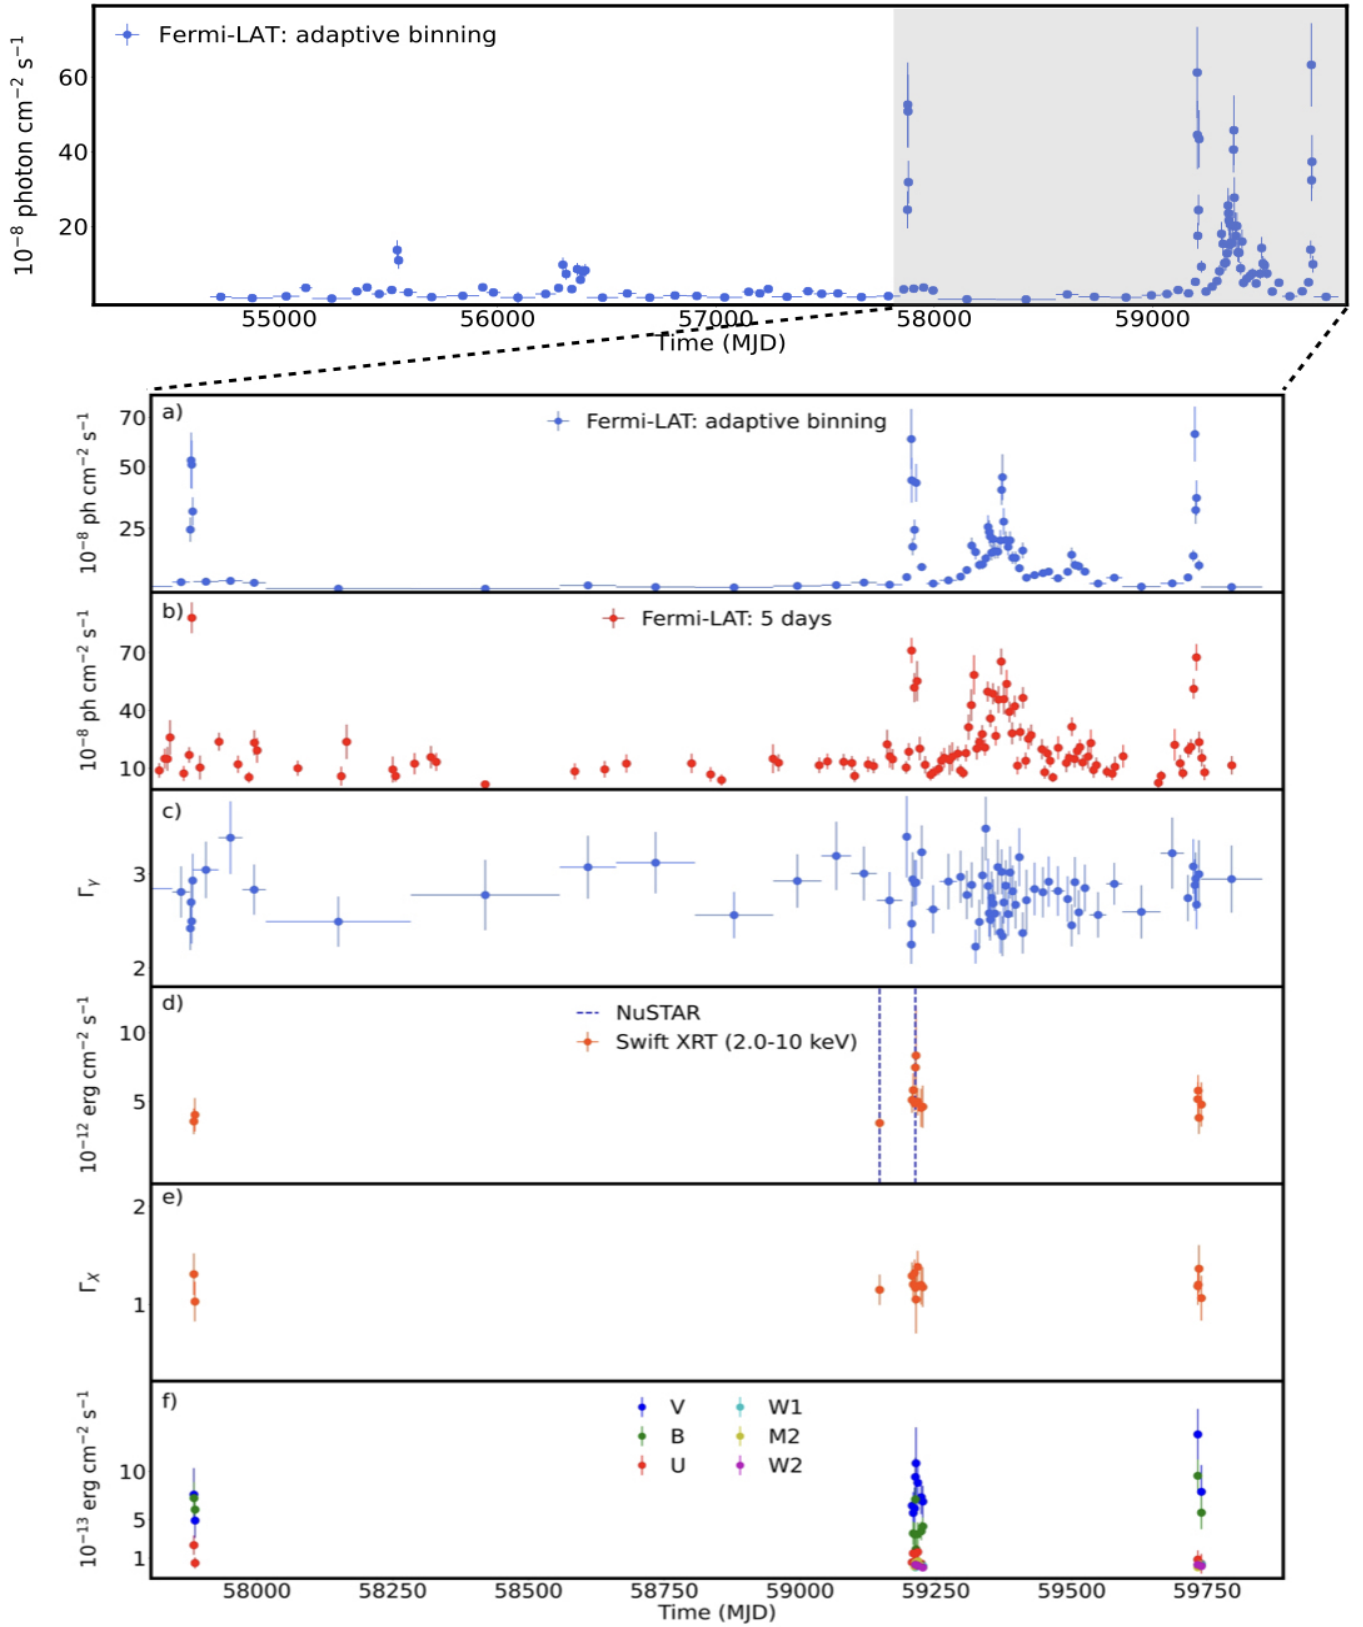 Fermi-LAT: adaptive binning
10⁻⁸ photon cm⁻² s⁻¹
60
40
20
55000 56000 57000 58000 59000
Time (MJD)
a)
Fermi-LAT: adaptive binning
10⁻⁸ ph cm⁻² s⁻¹
70
50
25
b)
Fermi-LAT: 5 days
10⁻⁸ ph cm⁻² s⁻¹
70
40
10
c)
Γγ
3
2
d)
NuSTAR
Swift XRT (2.0-10 keV)
10⁻¹² erg cm⁻² s⁻¹
10
5
e)
ΓX
2
1
f)
V W1
B M2
U W2
10⁻¹³ erg cm⁻² s⁻¹
10
5
1
58000 58250 58500 58750 59000 59250 59500 59750
Time (MJD)